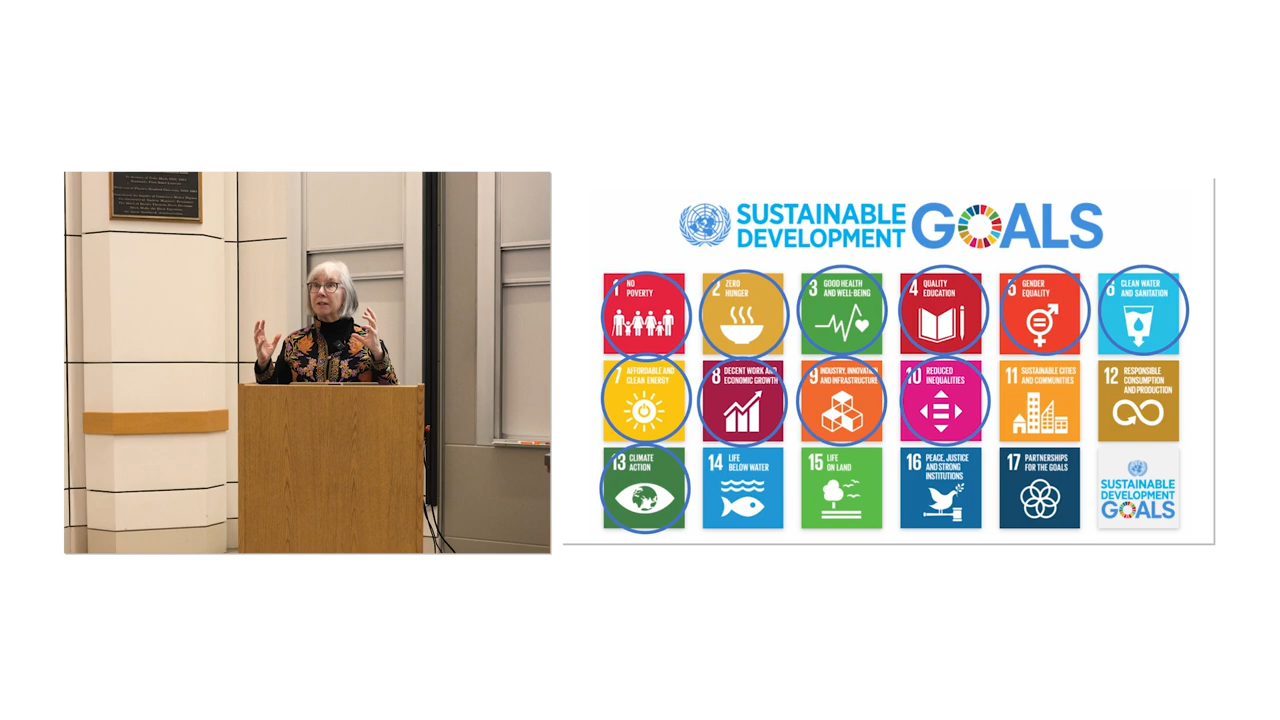 SUSTAINABLE
DEVELOPMENT
GOALS
1 NO
POVERTY
2 ZERO
HUNGER
3 GOOD HEALTH
AND WELL-BEING
4 QUALITY
EDUCATION
5 GENDER
EQUALITY
6 CLEAN WATER
AND SANITATION
7 AFFORDABLE AND
CLEAN ENERGY
8 DECENT WORK AND
ECONOMIC GROWTH
9 INDUSTRY, INNOVATION
AND INFRASTRUCTURE
10 REDUCED
INEQUALITIES
11 SUSTAINABLE CITIES
AND COMMUNITIES
12 RESPONSIBLE
CONSUMPTION
AND PRODUCTION
13 CLIMATE
ACTION
14 LIFE
BELOW WATER
15 LIFE
ON LAND
16 PEACE, JUSTICE
AND STRONG
INSTITUTIONS
17 PARTNERSHIPS
FOR THE GOALS
SUSTAINABLE
DEVELOPMENT
GOALS